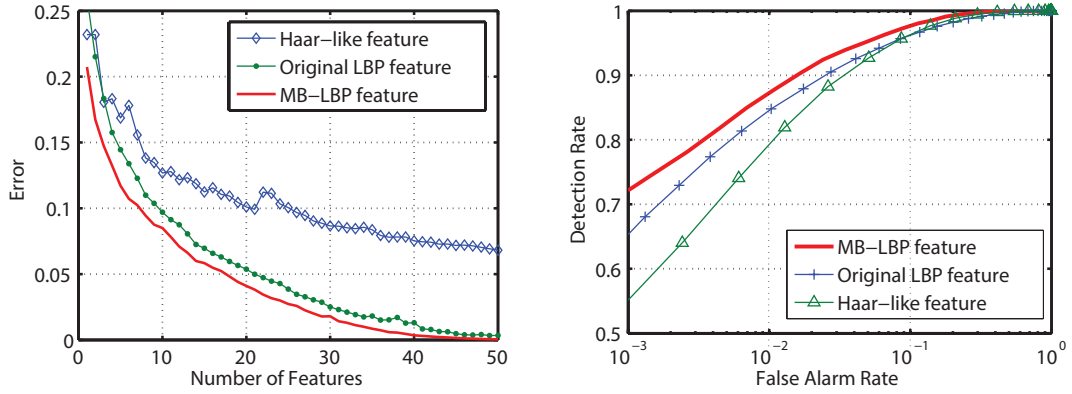 0.25
0.2
0.15
0.1
0.05
0
0 10 20 30 40 50
Error
Number of Features
Haar−like feature
Original LBP feature
MB−LBP feature
1
0.9
0.8
0.7
0.6
0.5
10−3 10−2 10−1 100
Detection Rate
False Alarm Rate
MB−LBP feature
Original LBP feature
Haar−like feature